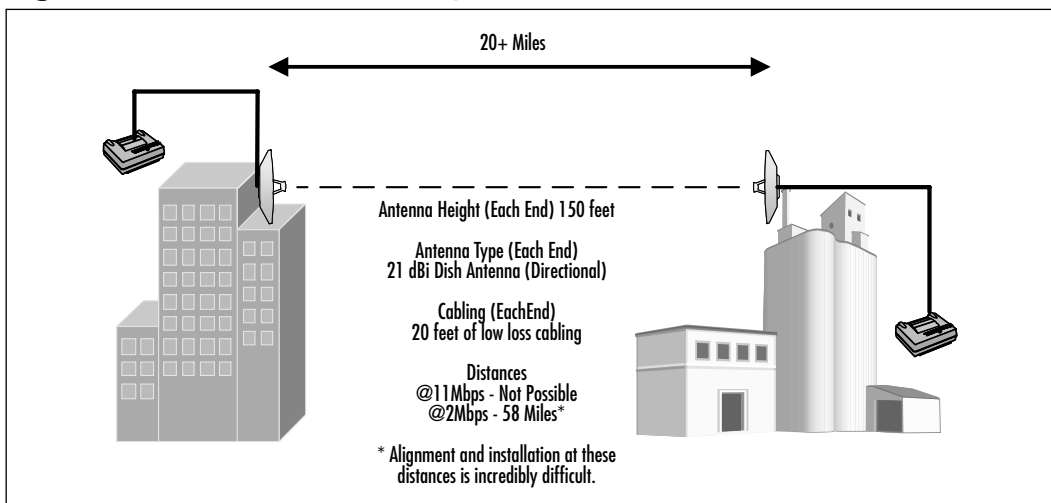 20+ Miles
Antenna Height (Each End) 150 feet
Antenna Type (Each End)
21 dBi Dish Antenna (Directional)
Cabling (EachEnd)
20 feet of low loss cabling
Distances
@11Mbps - Not Possible
@2Mbps - 58 Miles*
* Alignment and installation at these
distances is incredibly difficult.